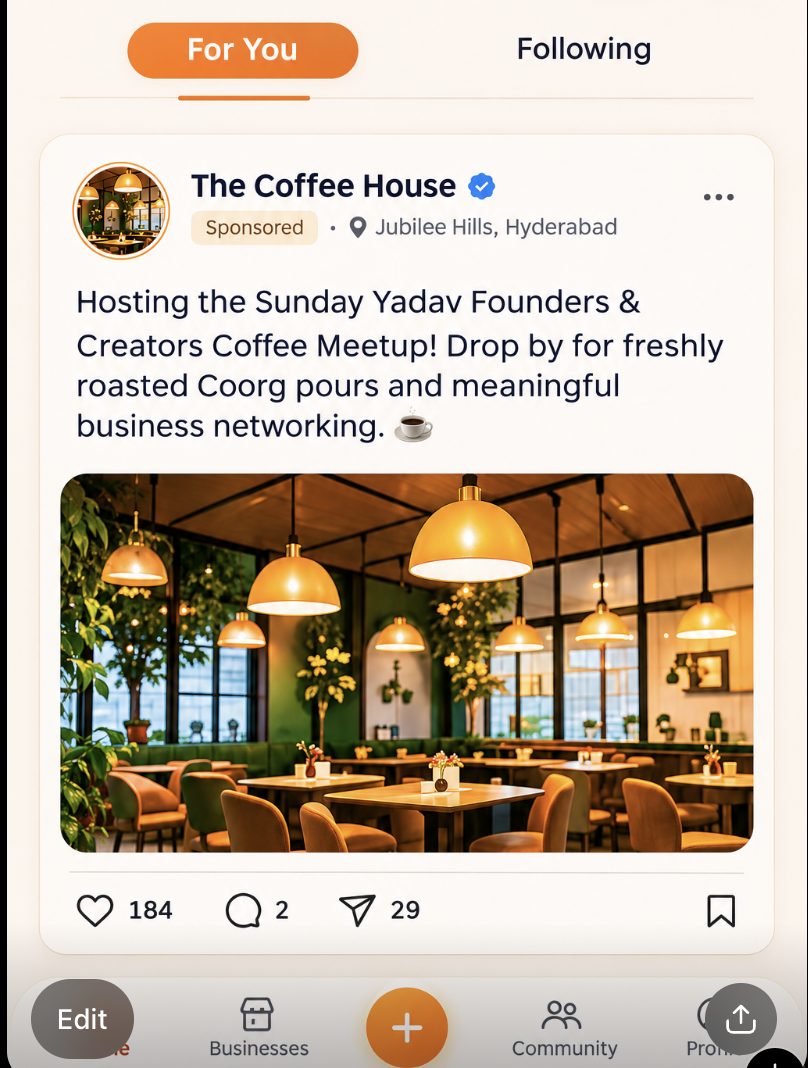 For You
Following
The Coffee House
Sponsored • Jubilee Hills, Hyderabad
Hosting the Sunday Yadav Founders &
Creators Coffee Meetup! Drop by for freshly
roasted Coorg pours and meaningful
business networking. ☕
184 2 29
Edit Businesses Community